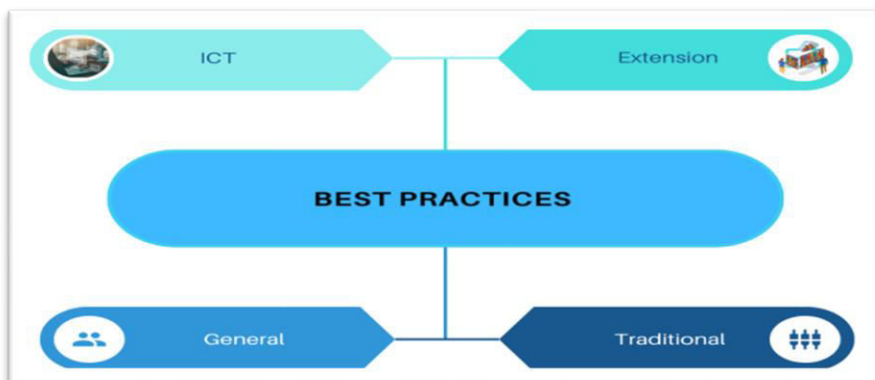 ICT
Extension
BEST PRACTICES
General
Traditional